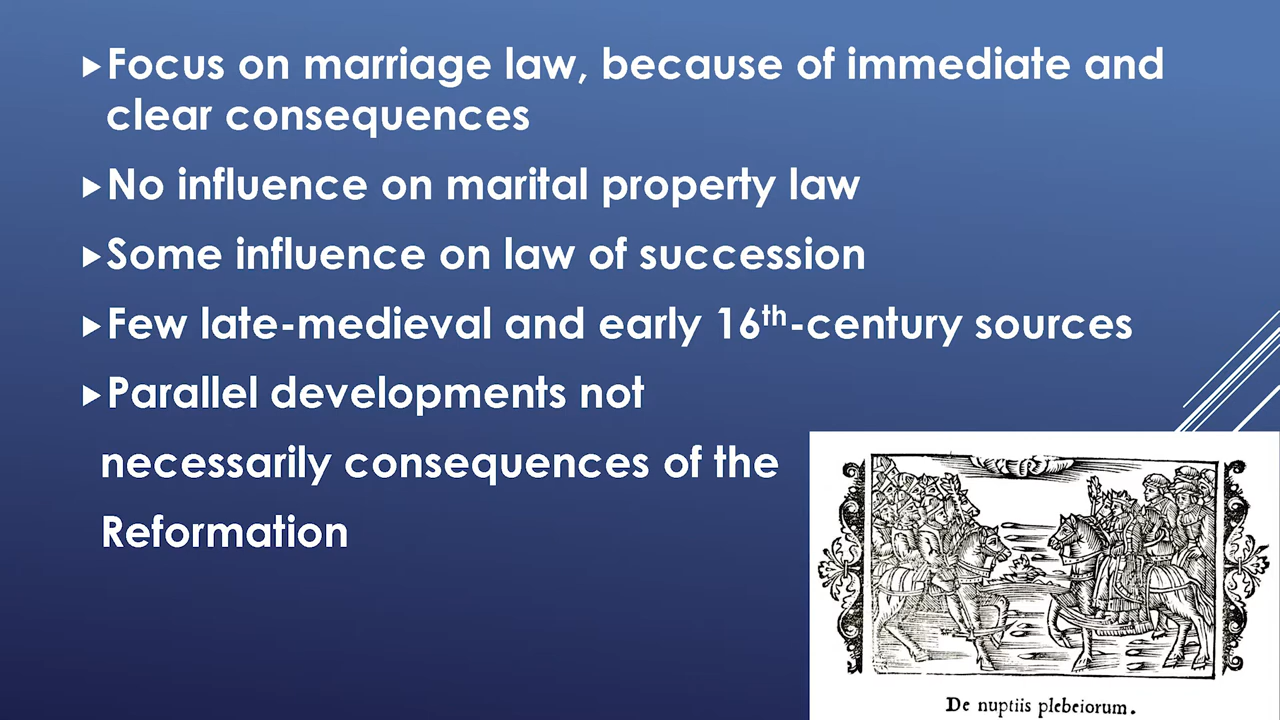 Focus on marriage law, because of immediate and
clear consequences
No influence on marital property law
Some influence on law of succession
Few late-medieval and early 16th-century sources
Parallel developments not
necessarily consequences of the
Reformation
De nuptiis plebeiorum.